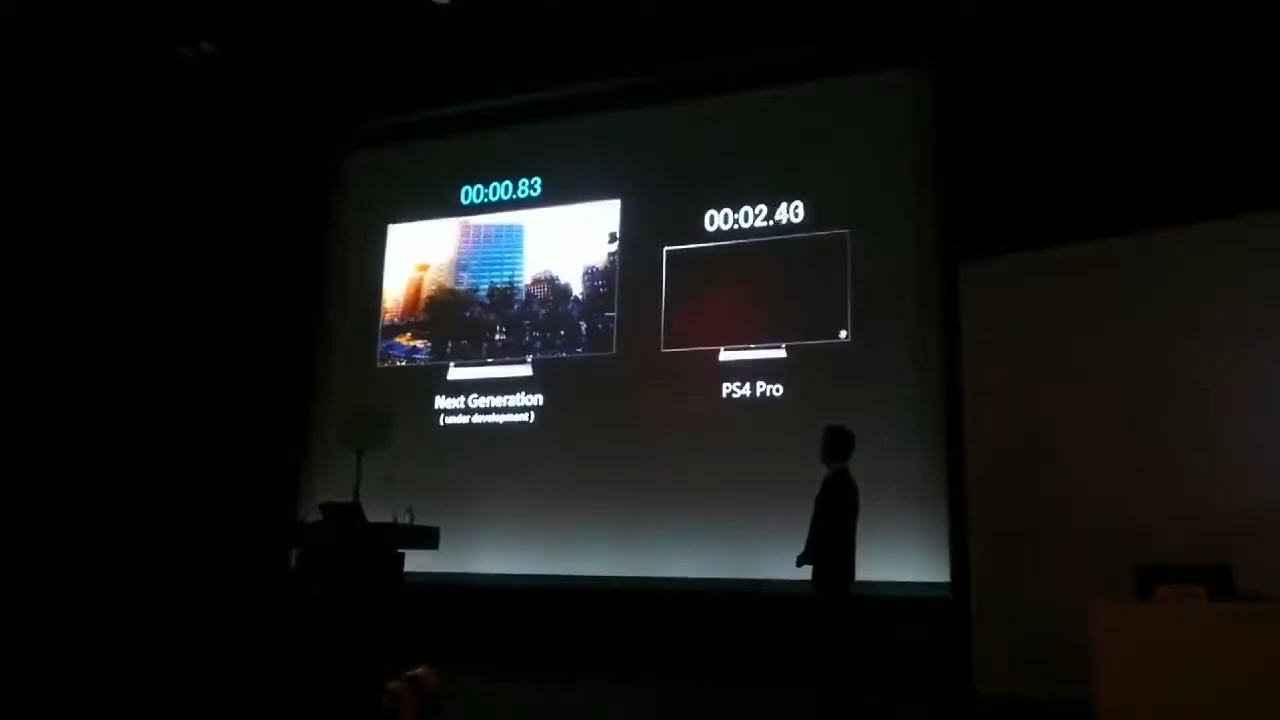 00:00.83
00:02.40
Next Generation
( under development )
PS4 Pro